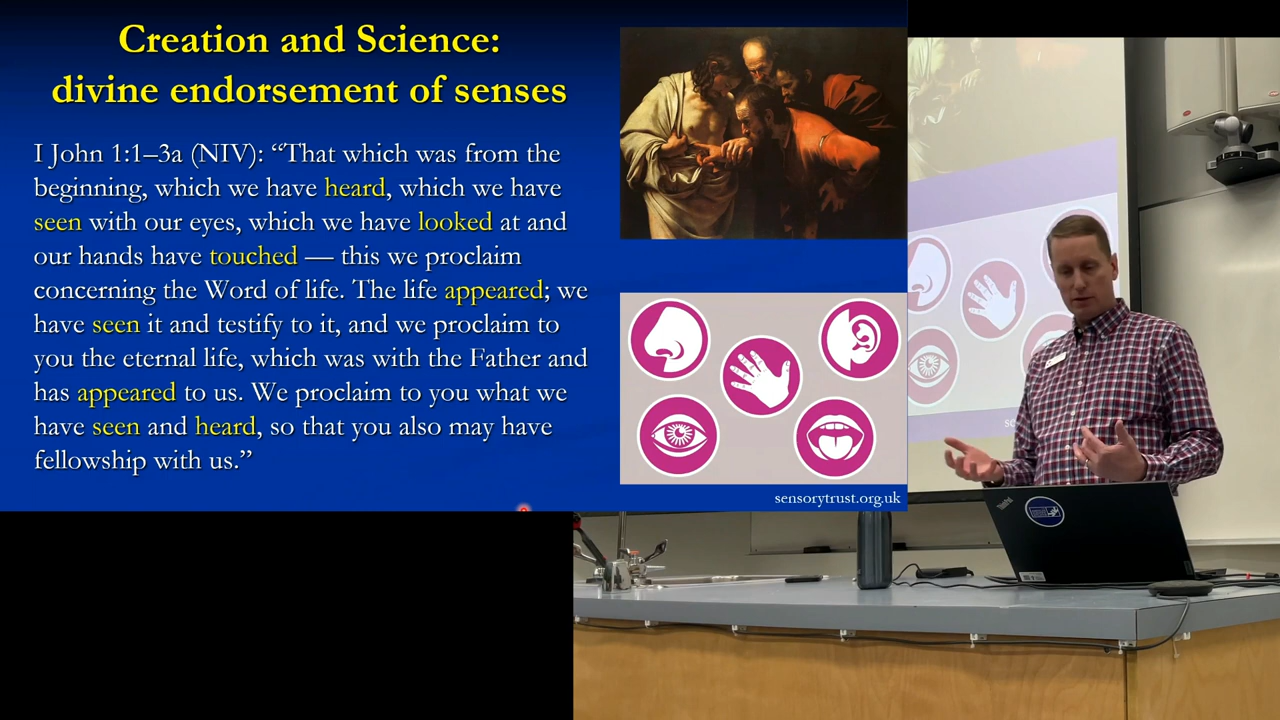 Creation and Science:
divine endorsement of senses
I John 1:1–3a (NIV): “That which was from the
beginning, which we have heard, which we have
seen with our eyes, which we have looked at and
our hands have touched — this we proclaim
concerning the Word of life. The life appeared; we
have seen it and testify to it, and we proclaim to
you the eternal life, which was with the Father and
has appeared to us. We proclaim to you what we
have seen and heard, so that you also may have
fellowship with us.”
sensorytrust.org.uk
ThinkPad